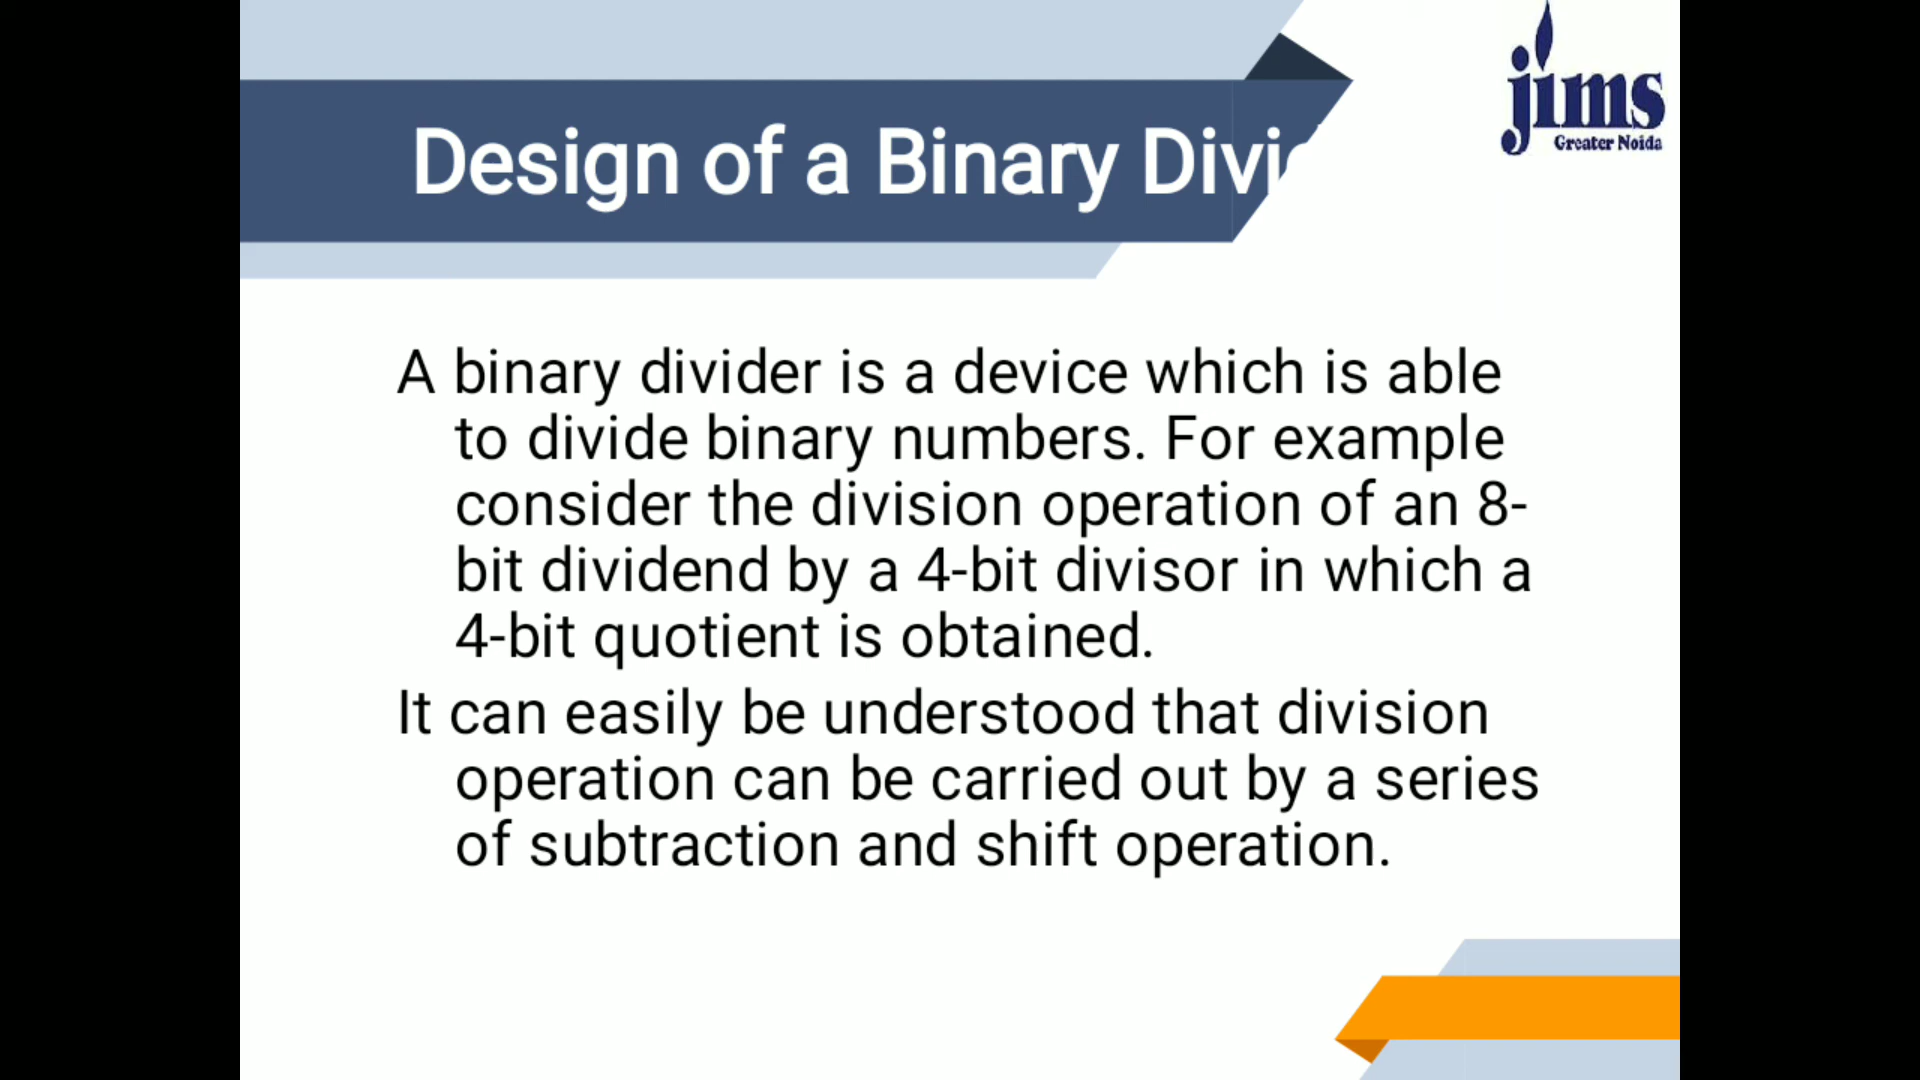 jims
Greater Noida
Design of a Binary
A binary divider is a device which is able
to divide binary numbers. For example
consider the division operation of an 8-
bit dividend by a 4-bit divisor in which a
4-bit quotient is obtained.
It can easily be understood that division
operation can be carried out by a series
of subtraction and shift operation.